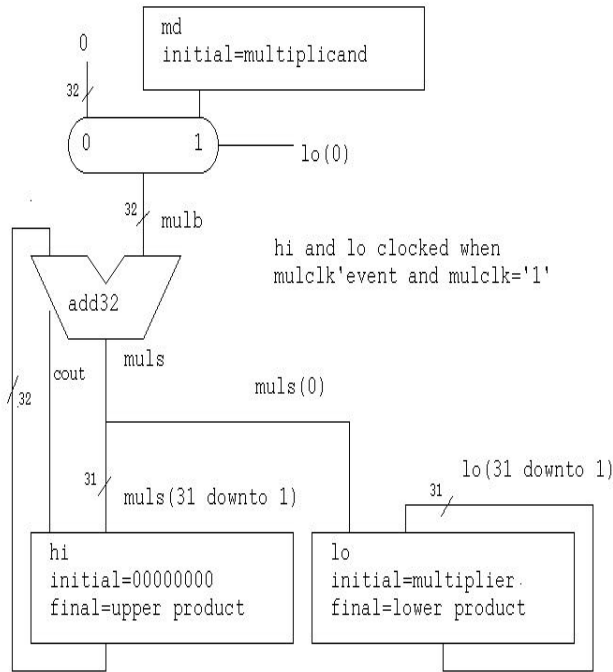 md
initial=multiplicand
0
32
0
1
lo(0)
32
mulb
hi and lo clocked when
mulclk'event and mulclk='1'
add32
muls
cout
32
muls(0)
31
muls(31 downto 1)
lo(31 downto 1)
31
hi
initial=00000000
final=upper product
lo
initial=multiplier
final=lower product